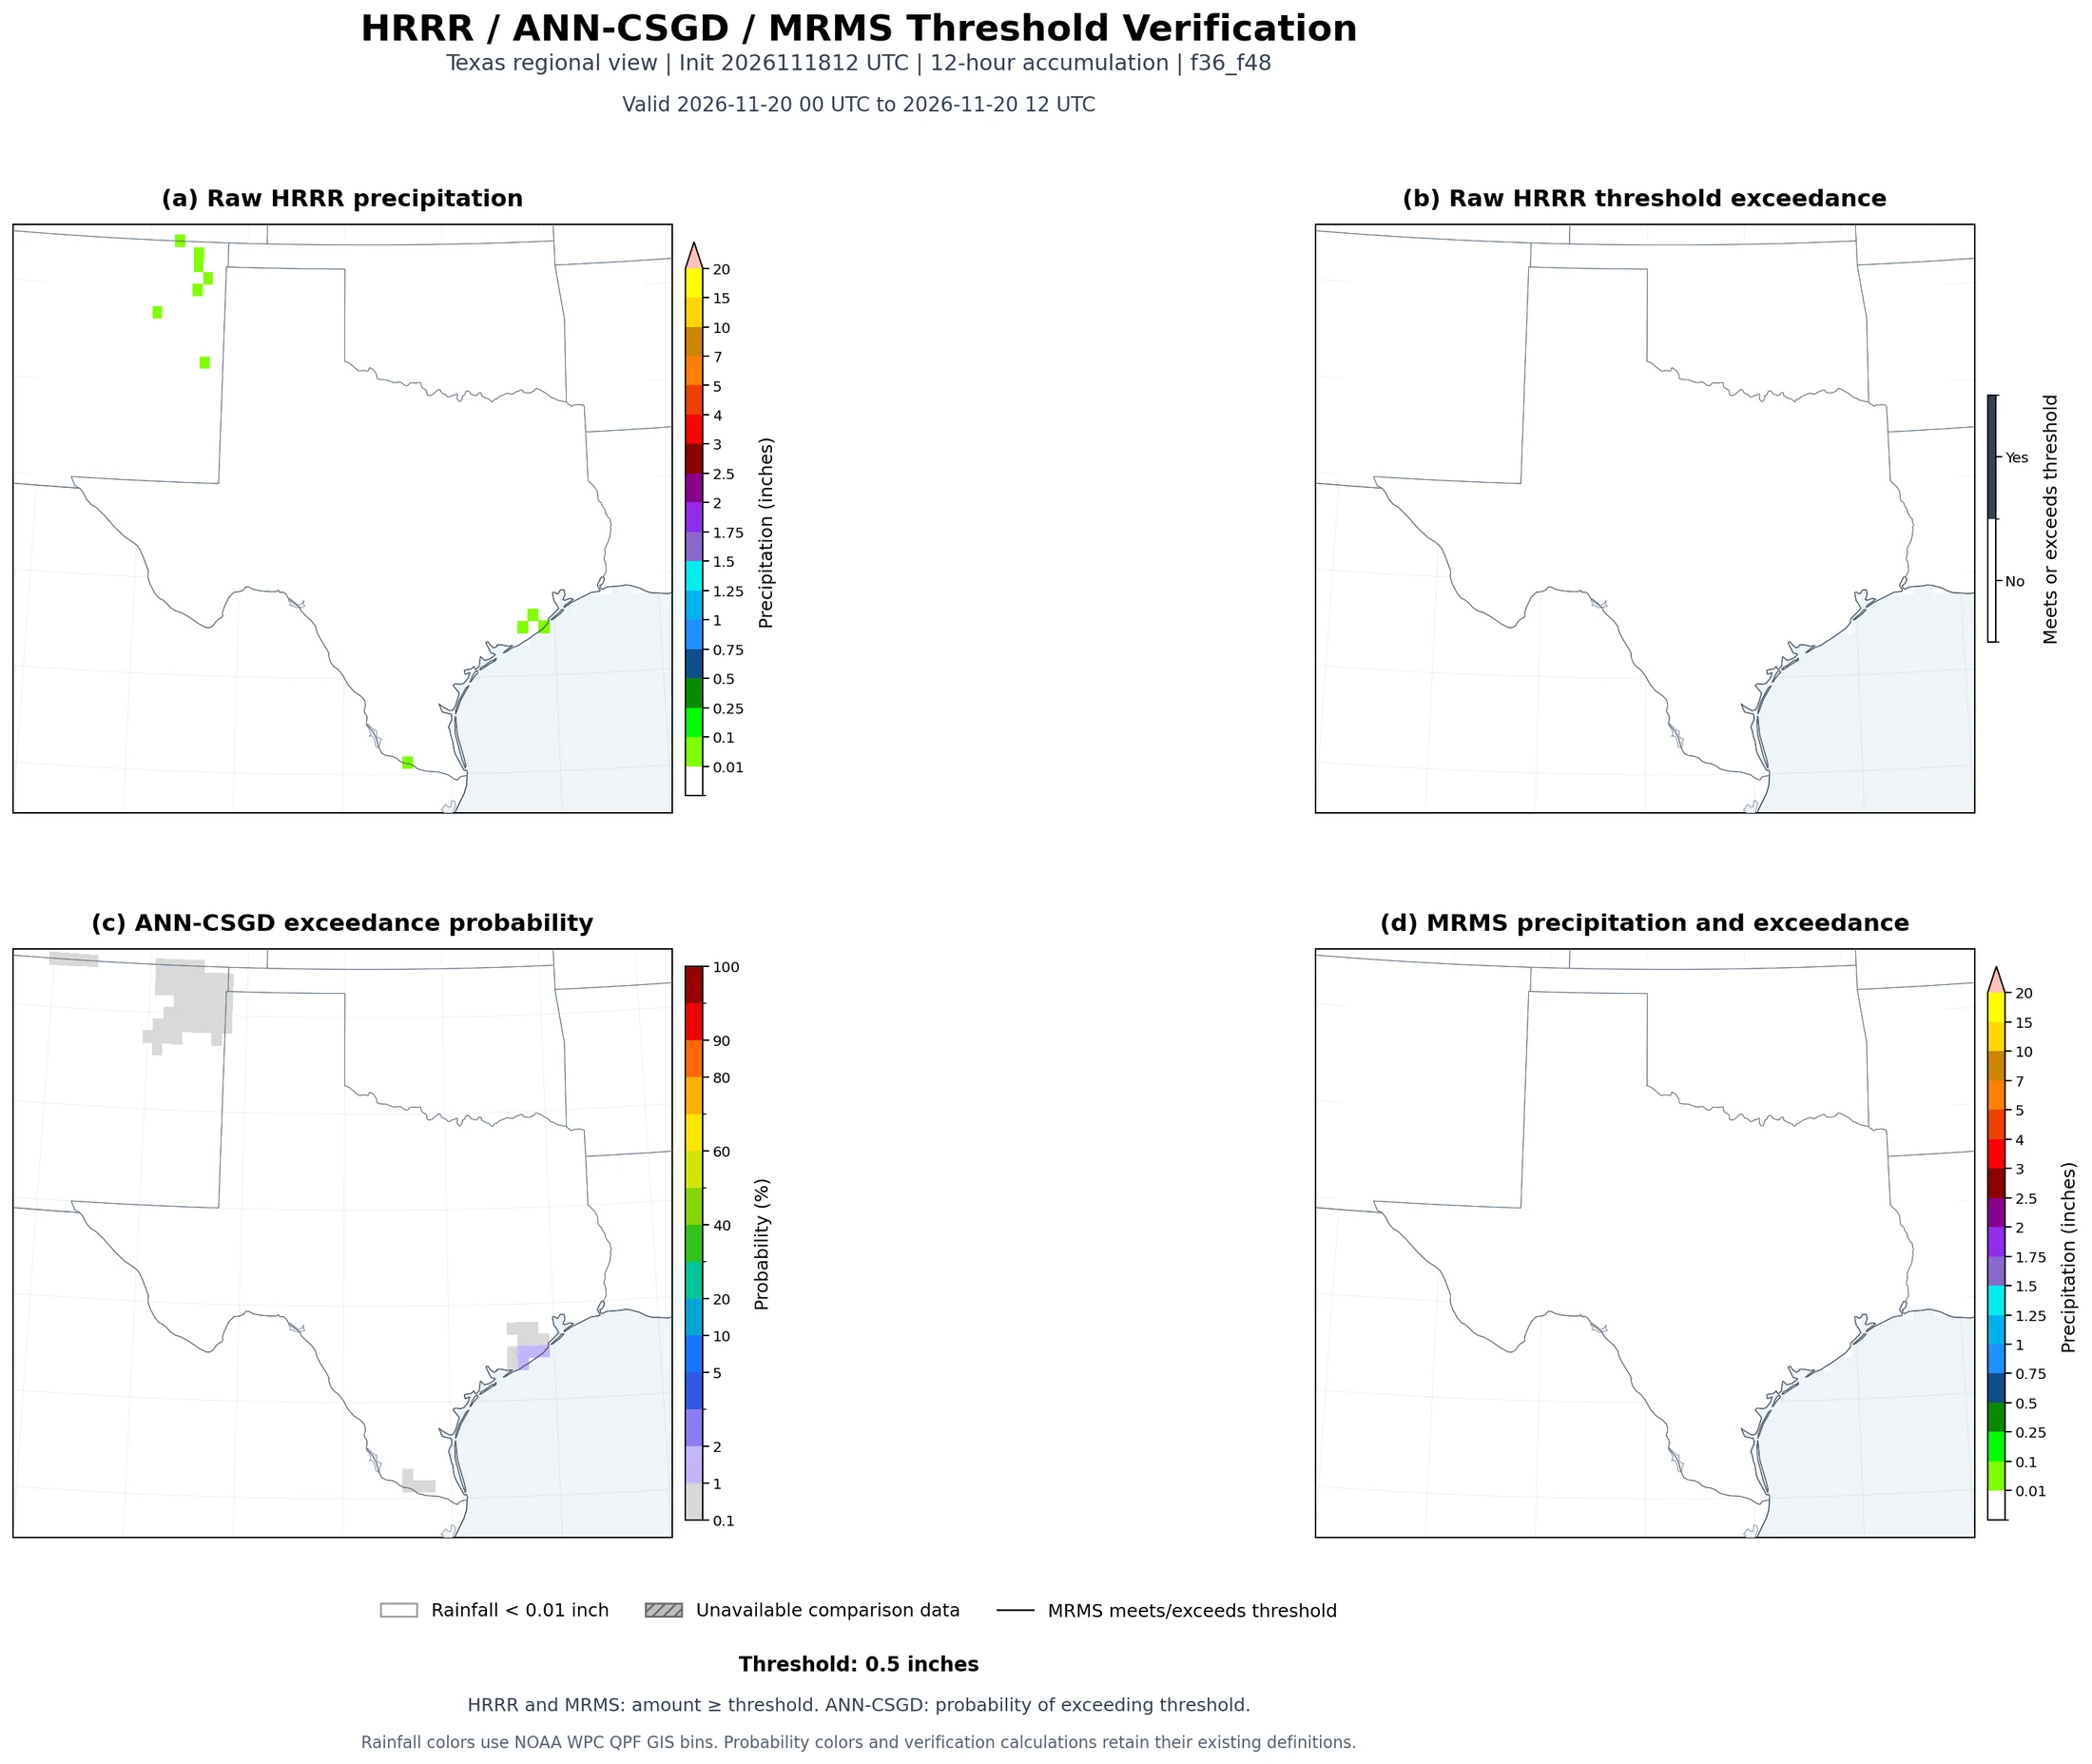 HRRR / ANN-CSGD / MRMS Threshold Verification
Texas regional view | Init 2026111812 UTC | 12-hour accumulation | f36_f48
Valid 2026-11-20 00 UTC to 2026-11-20 12 UTC
(a) Raw HRRR precipitation
20
15
10
7
5
4
3
2.5
2
1.75
1.5
1.25
1
0.75
0.5
0.25
0.1
0.01
Precipitation (inches)
(b) Raw HRRR threshold exceedance
Yes
No
Meets or exceeds threshold
(c) ANN-CSGD exceedance probability
100
90
80
60
40
20
10
5
2
1
0.1
Probability (%)
(d) MRMS precipitation and exceedance
20
15
10
7
5
4
3
2.5
2
1.75
1.5
1.25
1
0.75
0.5
0.25
0.1
0.01
Precipitation (inches)
Rainfall < 0.01 inch
Unavailable comparison data
MRMS meets/exceeds threshold
Threshold: 0.5 inches
HRRR and MRMS: amount ≥ threshold. ANN-CSGD: probability of exceeding threshold.
Rainfall colors use NOAA WPC QPF GIS bins. Probability colors and verification calculations retain their existing definitions.